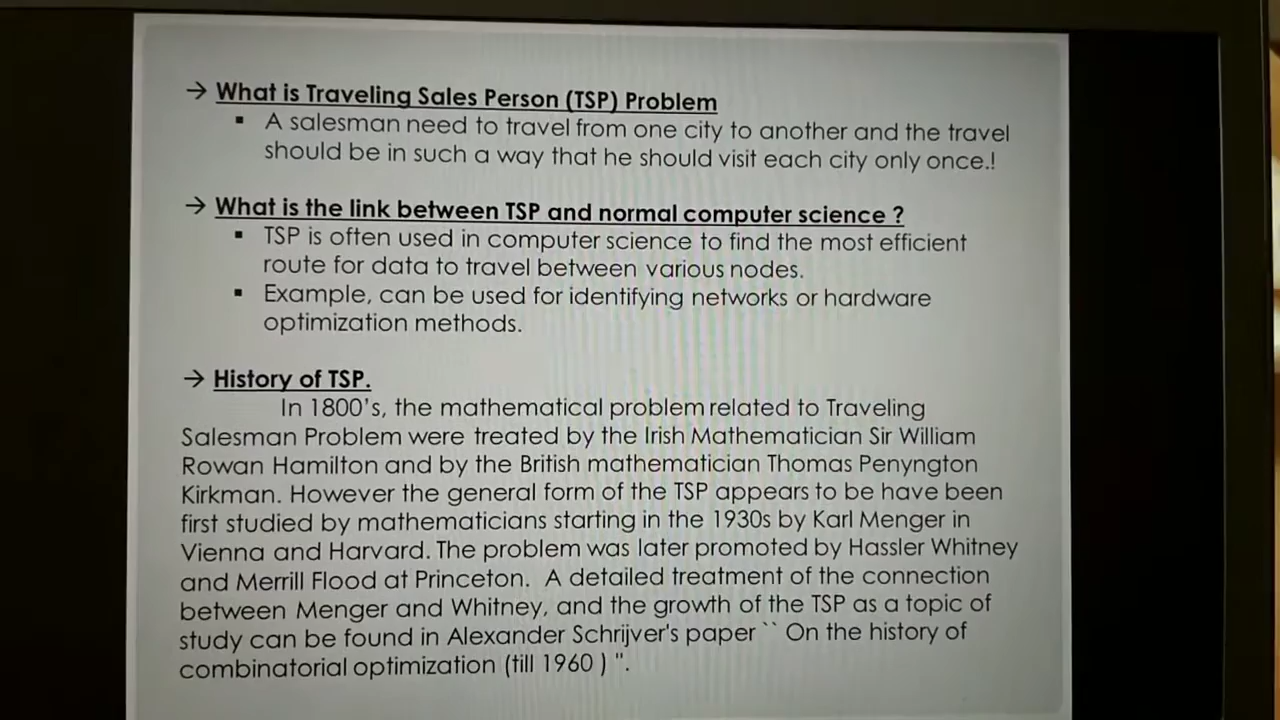 → What is Traveling Sales Person (TSP) Problem
▪ A salesman need to travel from one city to another and the travel
should be in such a way that he should visit each city only once.!
→ What is the link between TSP and normal computer science ?
▪ TSP is often used in computer science to find the most efficient
route for data to travel between various nodes.
▪ Example, can be used for identifying networks or hardware
optimization methods.
→ History of TSP.
In 1800's, the mathematical problem related to Traveling
Salesman Problem were treated by the Irish Mathematician Sir William
Rowan Hamilton and by the British mathematician Thomas Penyngton
Kirkman. However the general form of the TSP appears to be have been
first studied by mathematicians starting in the 1930s by Karl Menger in
Vienna and Harvard. The problem was later promoted by Hassler Whitney
and Merrill Flood at Princeton.  A detailed treatment of the connection
between Menger and Whitney, and the growth of the TSP as a topic of
study can be found in Alexander Schrijver's paper `` On the history of
combinatorial optimization (till 1960 ) ".